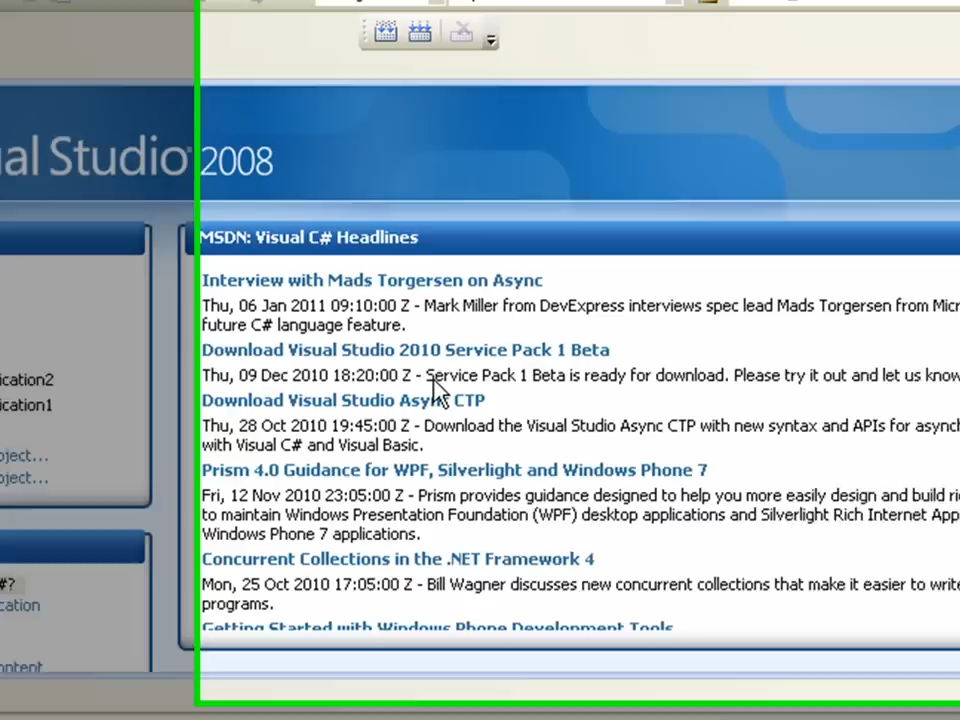 ual Studio 2008
MSDN: Visual C# Headlines
Interview with Mads Torgersen on Async
Thu, 06 Jan 2011 09:10:00 Z - Mark Miller from DevExpress interviews spec lead Mads Torgersen from Micr
future C# language feature.
Download Visual Studio 2010 Service Pack 1 Beta
Thu, 09 Dec 2010 18:20:00 Z - Service Pack 1 Beta is ready for download. Please try it out and let us know
ication2
Download Visual Studio Async CTP
ication1
Thu, 28 Oct 2010 19:45:00 Z - Download the Visual Studio Async CTP with new syntax and APIs for asynch
with Visual C# and Visual Basic.
oject...
Prism 4.0 Guidance for WPF, Silverlight and Windows Phone 7
oject...
Fri, 12 Nov 2010 23:05:00 Z - Prism provides guidance designed to help you more easily design and build ri
to maintain Windows Presentation Foundation (WPF) desktop applications and Silverlight Rich Internet App
Windows Phone 7 applications.
Concurrent Collections in the .NET Framework 4
#?
Mon, 25 Oct 2010 17:05:00 Z - Bill Wagner discusses new concurrent collections that make it easier to write
cation
programs.
Getting Started with Windows Phone Development Tools
ontent